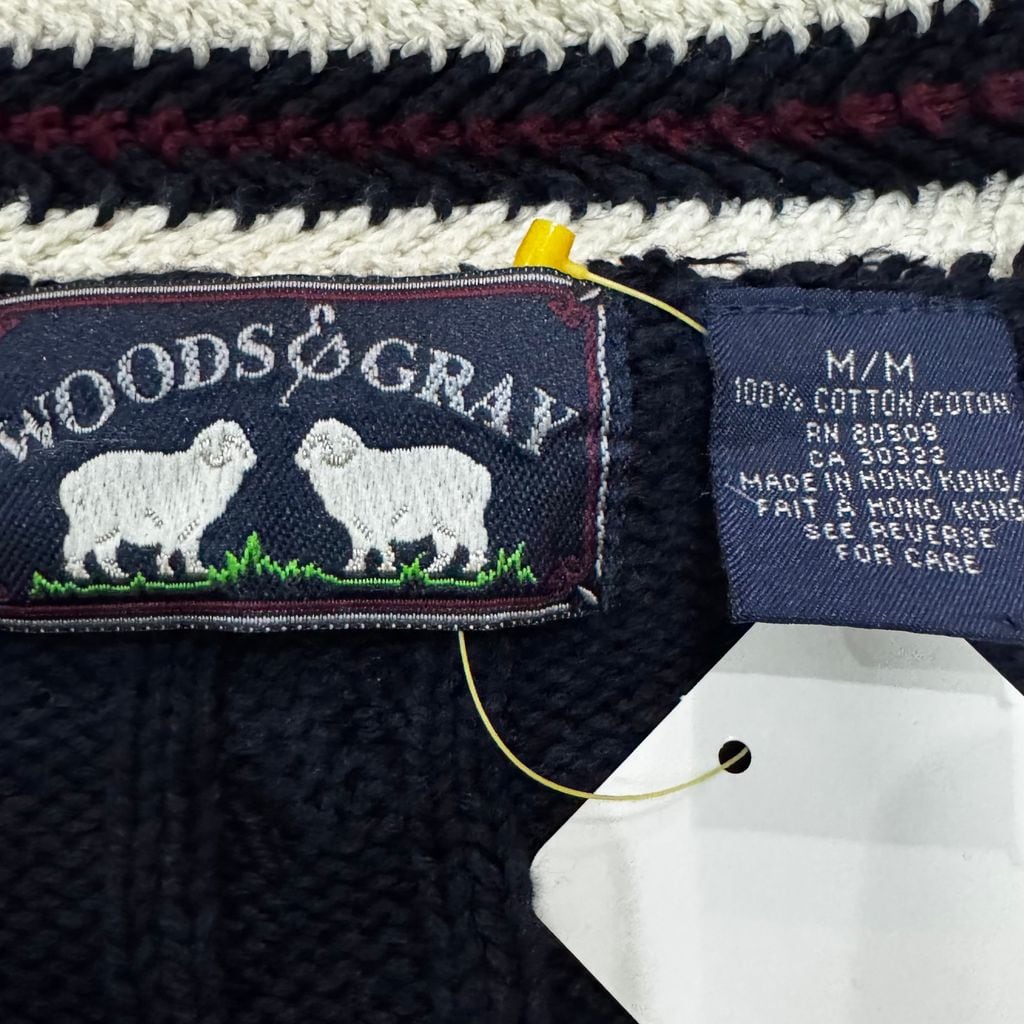 WOODS & GRAY
M/M
100% COTTON/COTON
RN 80509
CA 30322
MADE IN HONG KONG/
FAIT À HONG KONG
SEE REVERSE
FOR CARE